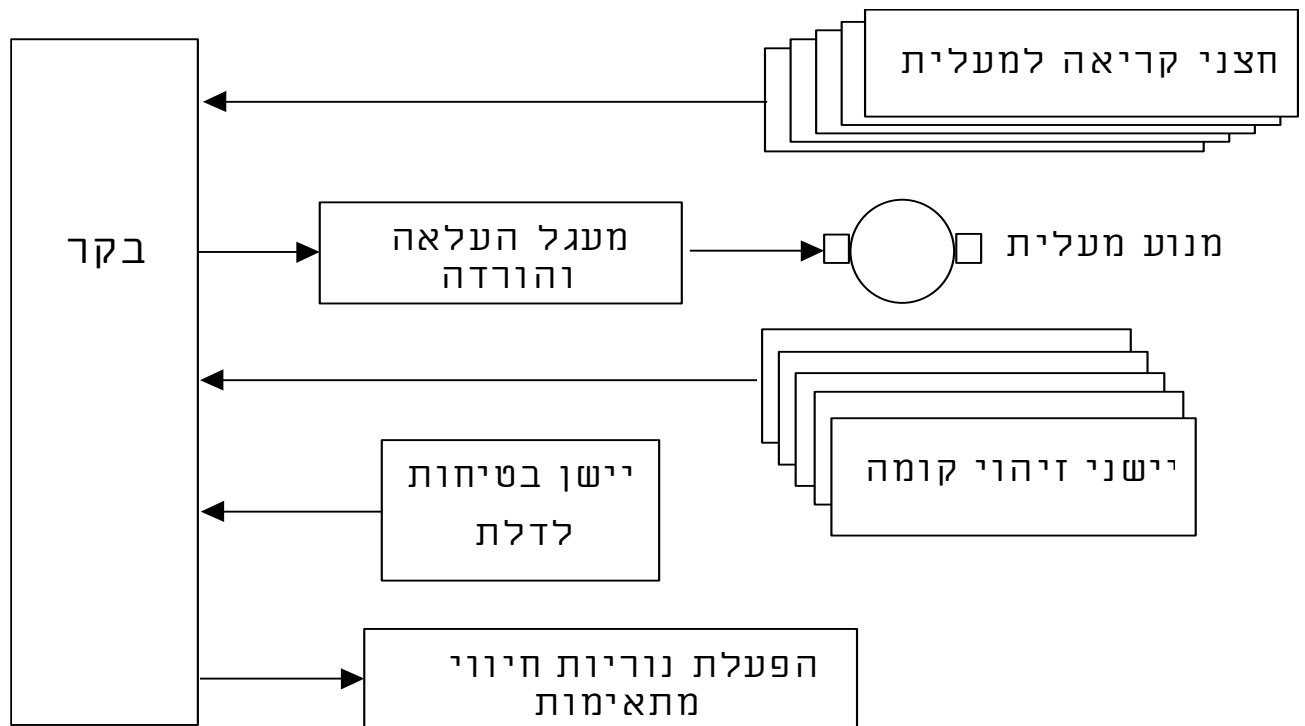 חצני קריאה למעלית
בקר
מעגל העלאה
והורדה
מנוע מעלית
יישני זיהוי קומה
יישן בטיחות
לדלת
הפעלת נוריות חיווי
מתאימות